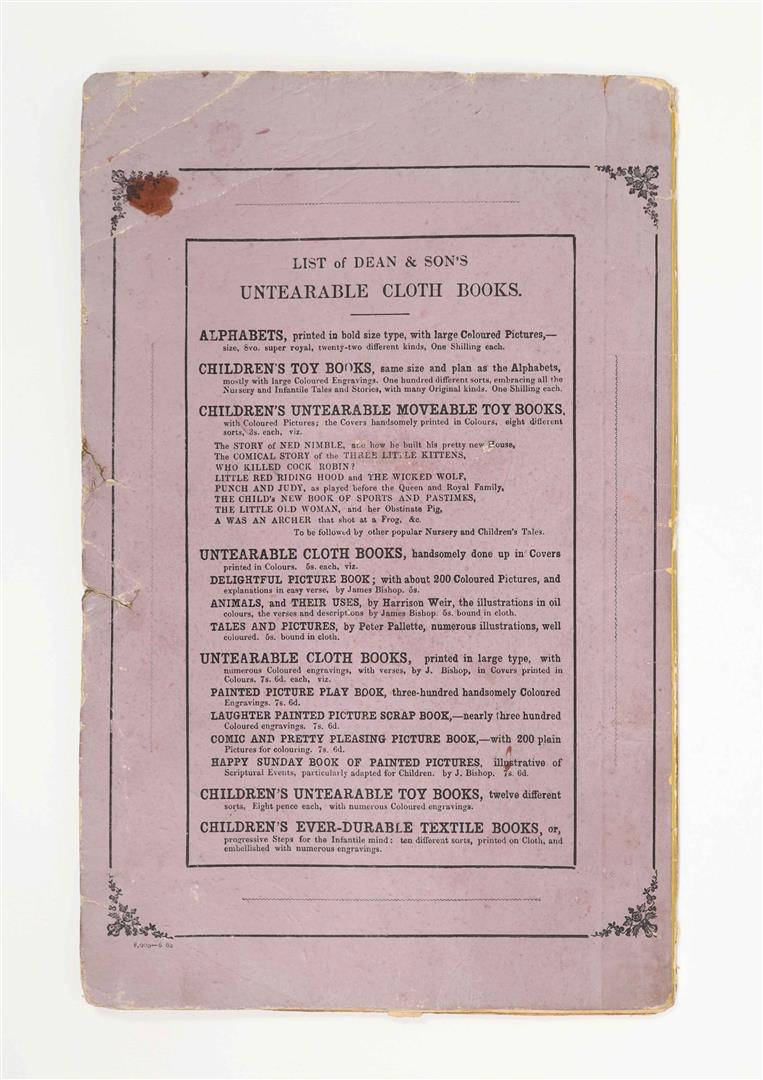 LIST of DEAN & SON'S
UNTEARABLE CLOTH BOOKS.
ALPHABETS, printed in bold size type, with large Coloured Pictures,—
size, 8vo. super royal, twenty-two different kinds, One Shilling each.
CHILDREN'S TOY BOOKS, same size and plan as the Alphabets,
mostly with large Coloured Engravings. One hundred different sorts, embracing all the
Nursery and Infantile Tales and Stories, with many Original kinds. One Shilling each.
CHILDREN'S UNTEARABLE MOVEABLE TOY BOOKS,
with Coloured Pictures; the Covers handsomely printed in Colours, eight different
sorts, 3s. each, viz.
The STORY of NED NIMBLE, and how he built his pretty new House,
The COMICAL STORY of the THREE LITTLE KITTENS,
WHO KILLED COCK ROBIN?
LITTLE RED RIDING HOOD and THE WICKED WOLF,
PUNCH AND JUDY, as played before the Queen and Royal Family,
THE CHILD's NEW BOOK OF SPORTS AND PASTIMES,
THE LITTLE OLD WOMAN, and her Obstinate Pig,
A WAS AN ARCHER that shot at a Frog, &c.
To be followed by other popular Nursery and Children's Tales.
UNTEARABLE CLOTH BOOKS, handsomely done up in Covers
printed in Colours. 5s. each, viz.
DELIGHTFUL PICTURE BOOK; with about 200 Coloured Pictures, and
explanations in easy verse, by James Bishop. 5s.
ANIMALS, and THEIR USES, by Harrison Weir, the illustrations in oil
colours, the verses and descriptions by James Bishop. 5s. bound in cloth.
TALES AND PICTURES, by Peter Pallette, numerous illustrations, well
coloured. 5s. bound in cloth.
UNTEARABLE CLOTH BOOKS, printed in large type, with
numerous Coloured engravings, with verses, by J. Bishop, in Covers printed in
Colours. 7s. 6d. each, viz.
PAINTED PICTURE PLAY BOOK, three-hundred handsomely Coloured
Engravings. 7s. 6d.
LAUGHTER PAINTED PICTURE SCRAP BOOK,—nearly three hundred
Coloured engravings. 7s. 6d.
COMIC AND PRETTY PLEASING PICTURE BOOK,—with 200 plain
Pictures for colouring. 7s. 6d.
HAPPY SUNDAY BOOK OF PAINTED PICTURES, illustrative of
Scriptural Events, particularly adapted for Children. by J. Bishop. 7s. 6d.
CHILDREN'S UNTEARABLE TOY BOOKS, twelve different
sorts, Eight pence each, with numerous Coloured engravings.
CHILDREN'S EVER-DURABLE TEXTILE BOOKS, or,
progressive Steps for the Infantile mind: ten different sorts, printed on Cloth, and
embellished with numerous engravings.